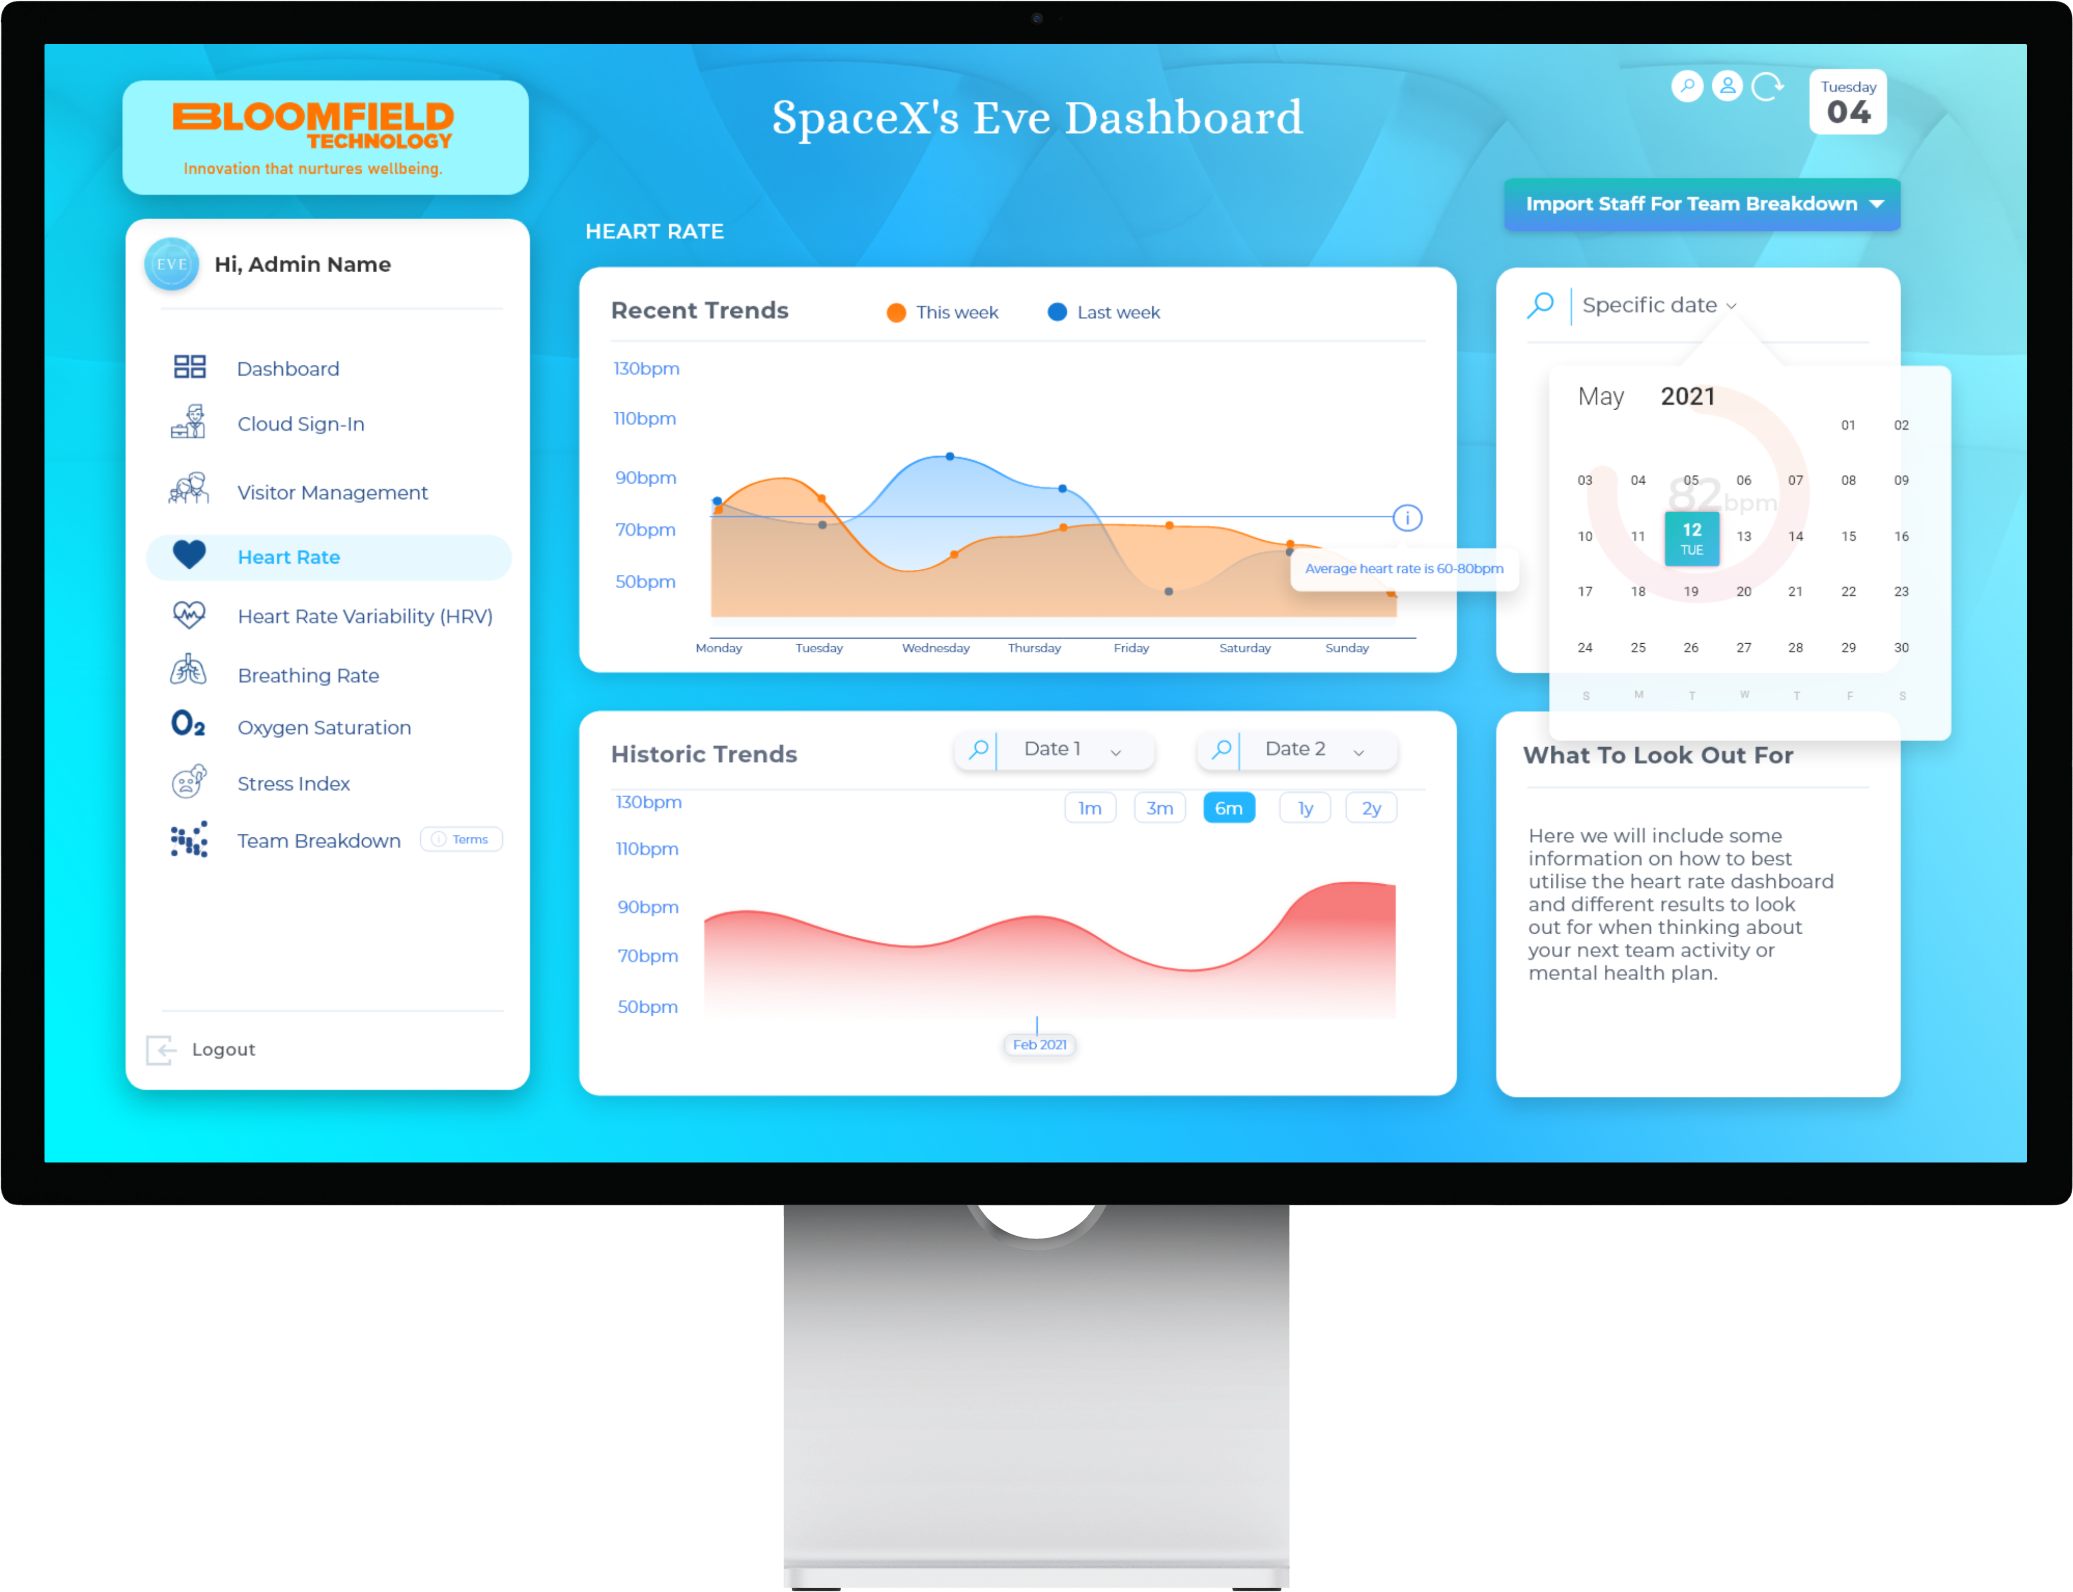 BLOOMFIELD
TECHNOLOGY
Innovation that nurtures wellbeing.
SpaceX's Eve Dashboard
Tuesday
04
Import Staff For Team Breakdown
EVE
Hi, Admin Name
Dashboard
Cloud Sign-In
Visitor Management
Heart Rate
Heart Rate Variability (HRV)
Breathing Rate
O2 Oxygen Saturation
Stress Index
Team Breakdown
i Terms
Logout
HEART RATE
Recent Trends
This week
Last week
130bpm
110bpm
90bpm
70bpm
50bpm
i
Average heart rate is 60-80bpm
Monday Tuesday Wednesday Thursday Friday Saturday Sunday
Specific date
May 2021
01 02
03 04 05 06 07 08 09
82bpm
10 11 12 13 14 15 16
TUE
17 18 19 20 21 22 23
24 25 26 27 28 29 30
S M T W T F S
Historic Trends
Date 1
Date 2
1m 3m 6m 1y 2y
130bpm
110bpm
90bpm
70bpm
50bpm
Feb 2021
What To Look Out For
Here we will include some
information on how to best
utilise the heart rate dashboard
and different results to look
out for when thinking about
your next team activity or
mental health plan.